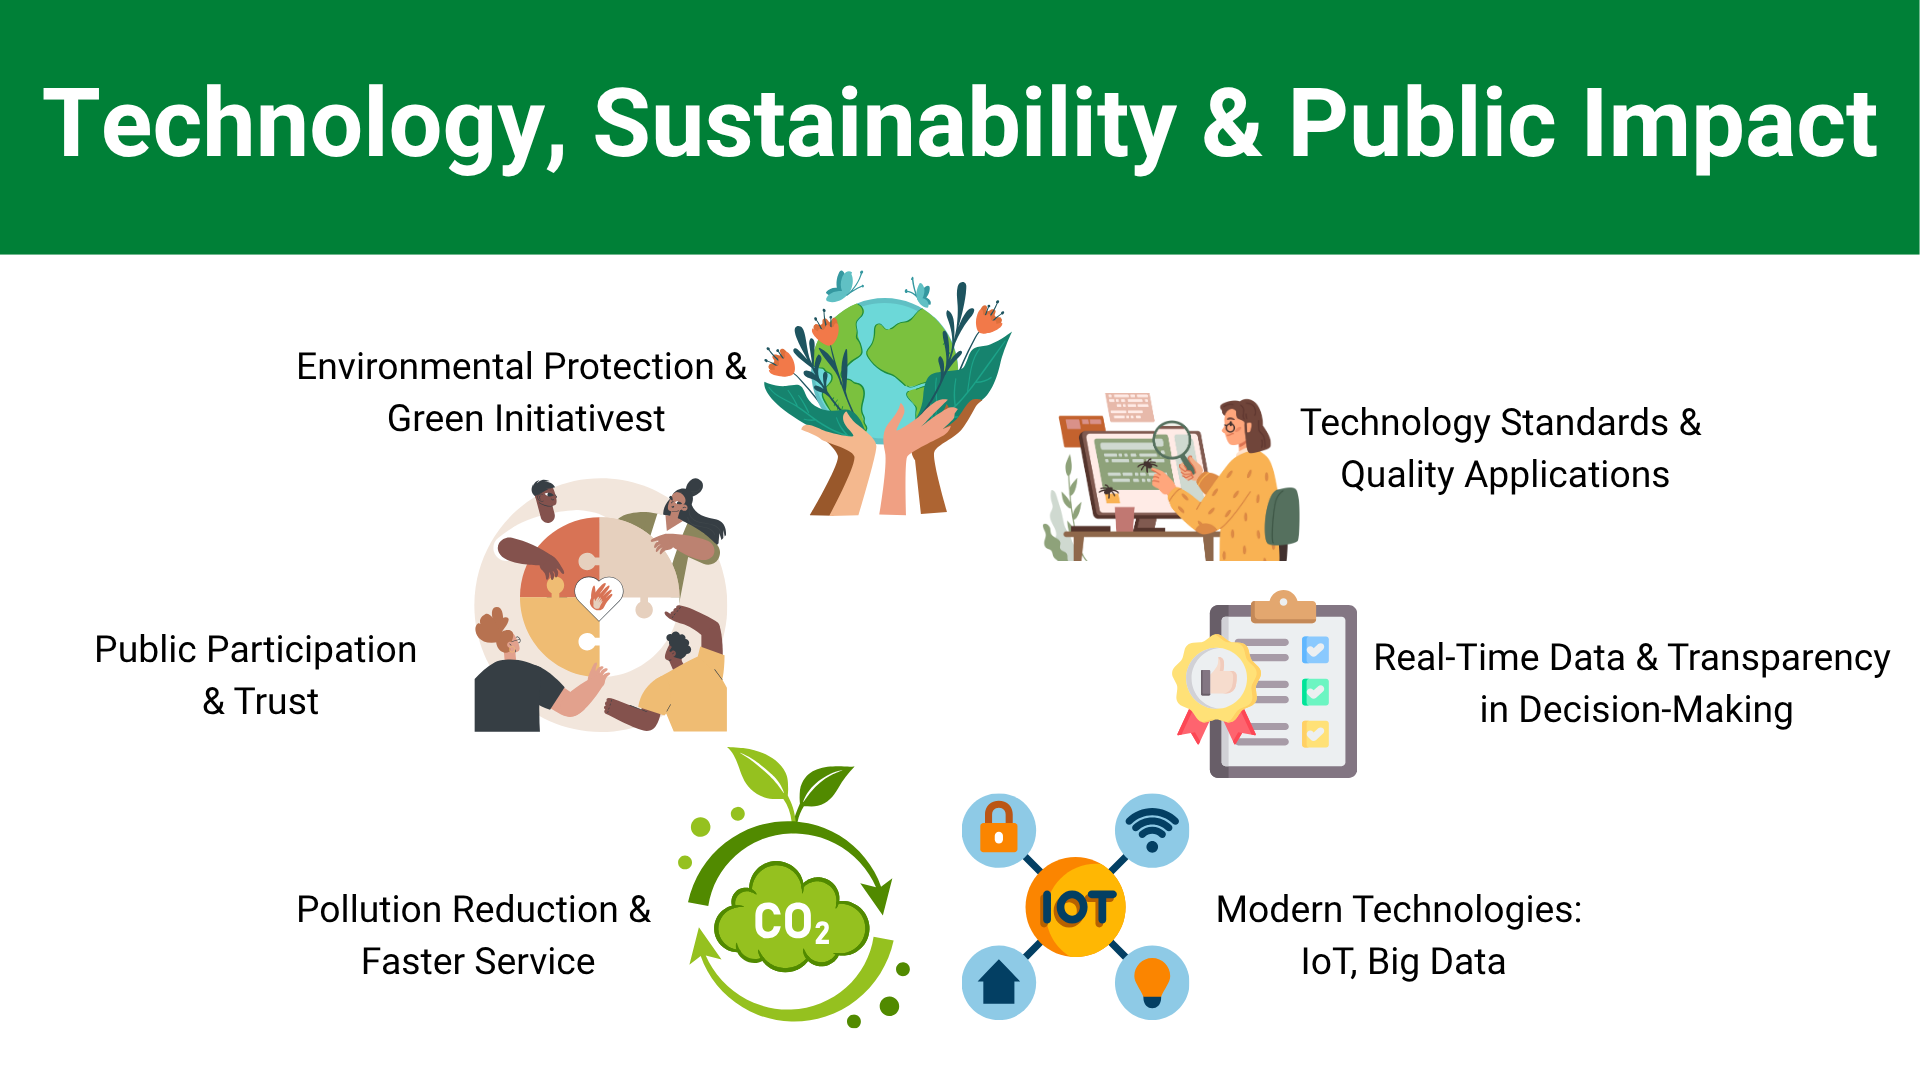 Technology, Sustainability & Public Impact
Environmental Protection &
Green Initiativest
Technology Standards &
Quality Applications
Public Participation
& Trust
Real-Time Data & Transparency
in Decision-Making
Pollution Reduction &
Faster Service
CO₂
IOT
Modern Technologies:
IoT, Big Data